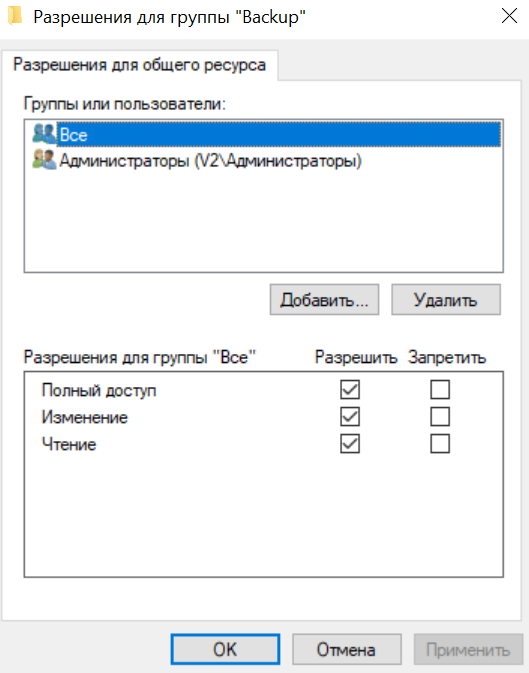 Разрешения для группы "Backup"
Разрешения для общего ресурса
Группы или пользователи:
Все
Администраторы (V2\Администраторы)
Добавить... Удалить
Разрешения для группы "Все" Разрешить Запретить
Полный доступ
Изменение
Чтение
OK Отмена Применить